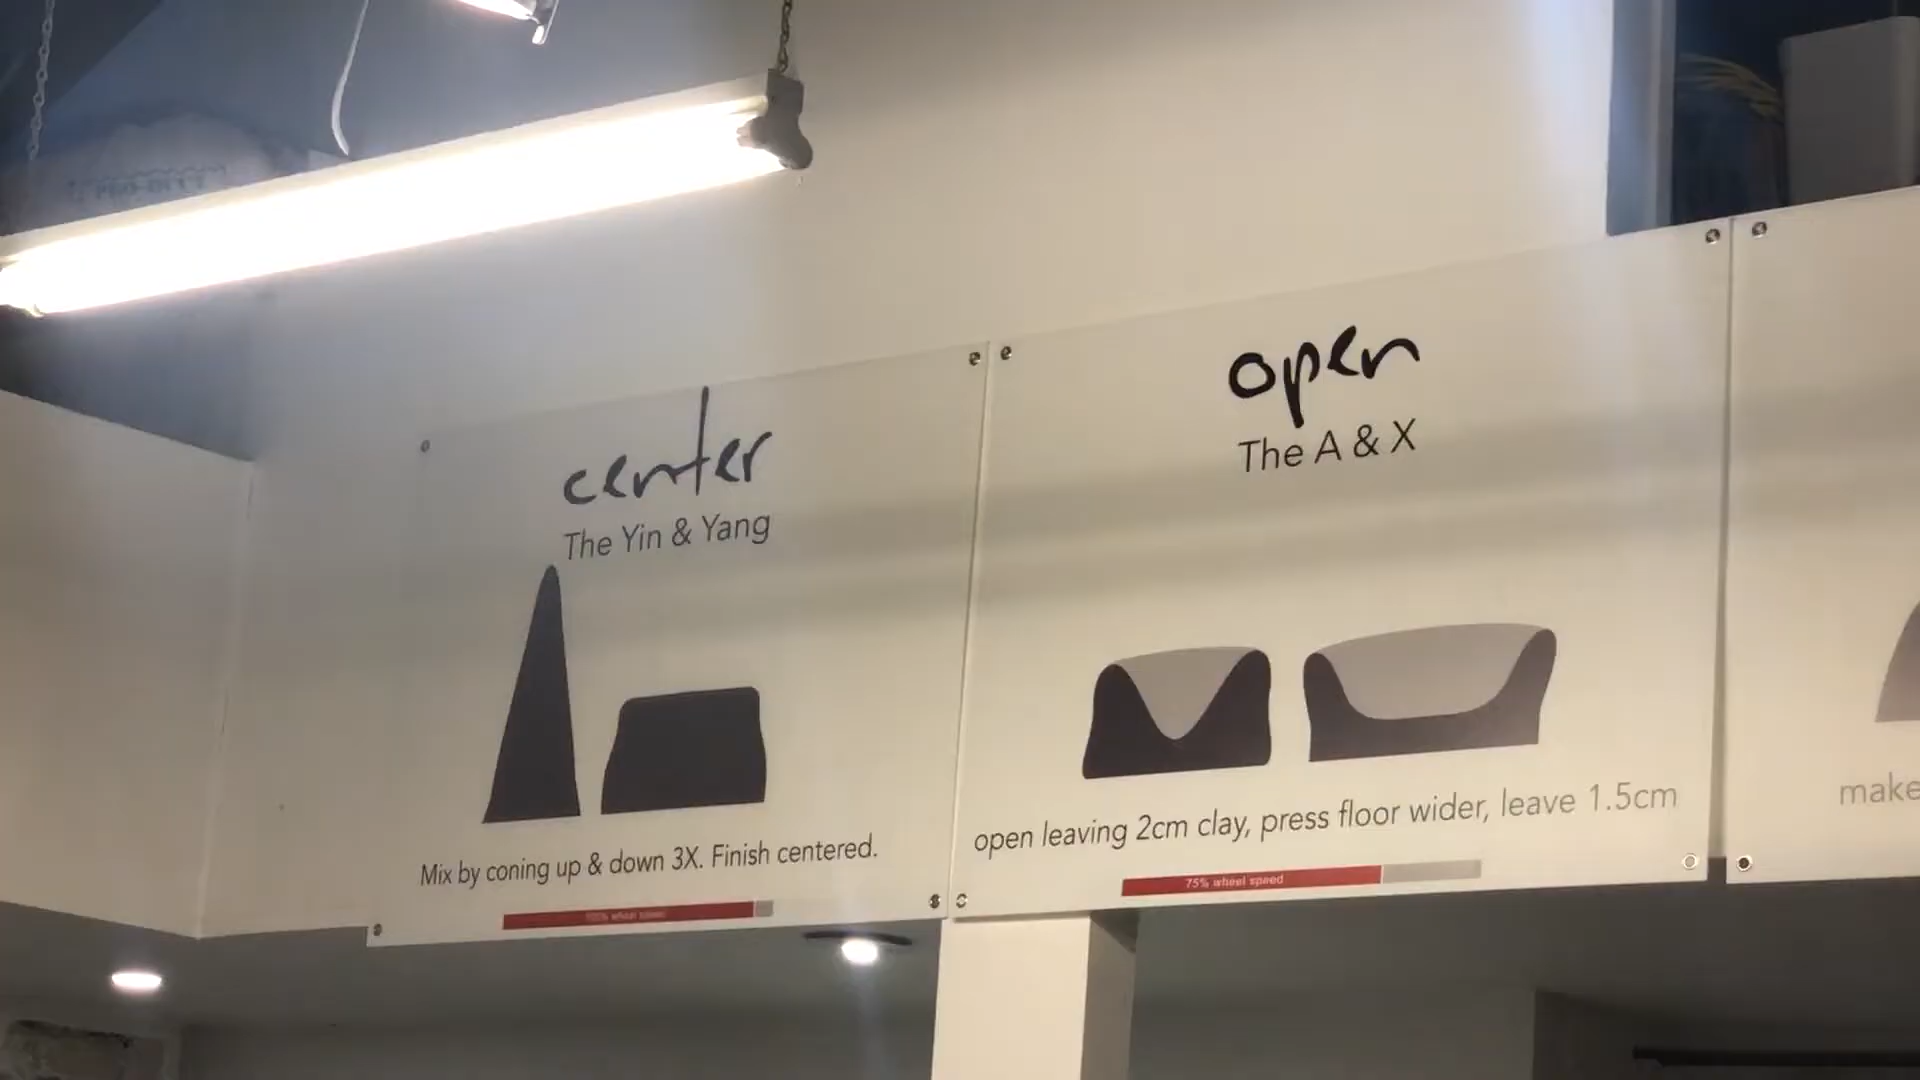 center
The Yin & Yang
Mix by coning up & down 3X. Finish centered.
open
The A & X
open leaving 2cm clay, press floor wider, leave 1.5cm
75% wheel speed
make